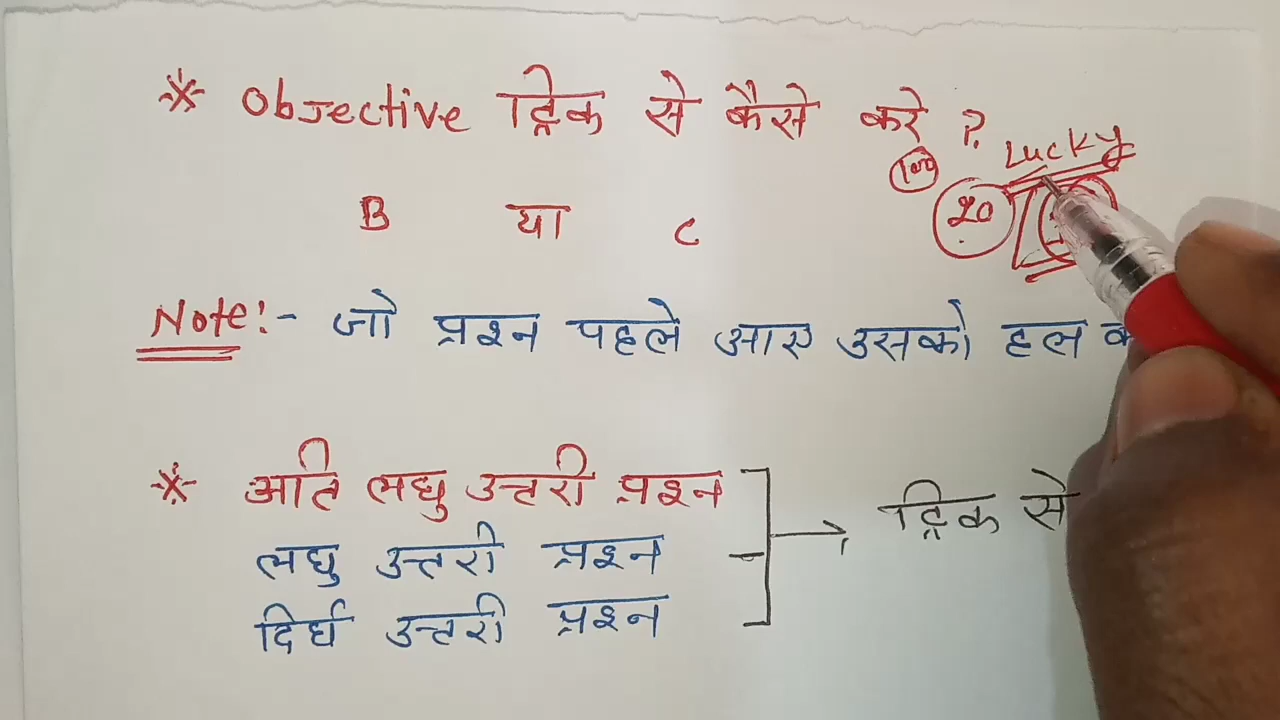 * Objective ट्रिक से कैसे करे ?
Lucky
100
20
B या C
Note:- जो प्रश्न पहले आए उसको हल
* अति लघु उत्तरी प्रश्न
लघु उत्तरी प्रश्न
दिर्घ उत्तरी प्रश्न
ट्रिक से